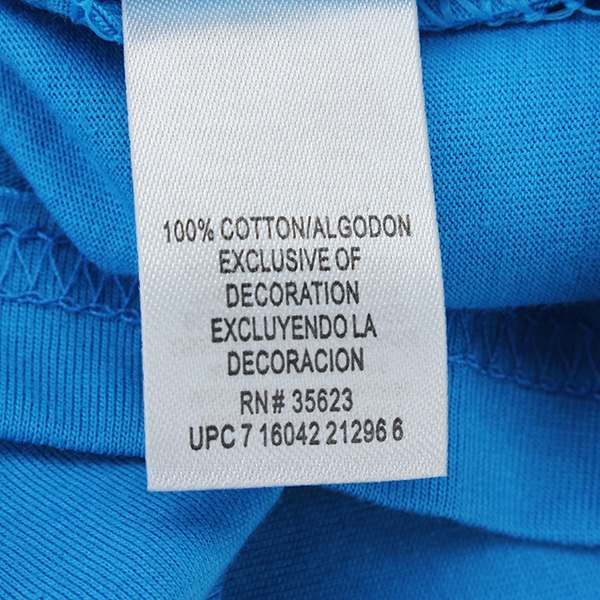 100% COTTON/ALGODON
EXCLUSIVE OF
DECORATION
EXCLUYENDO LA
DECORACION
RN# 35623
UPC 7 16042 21296 6